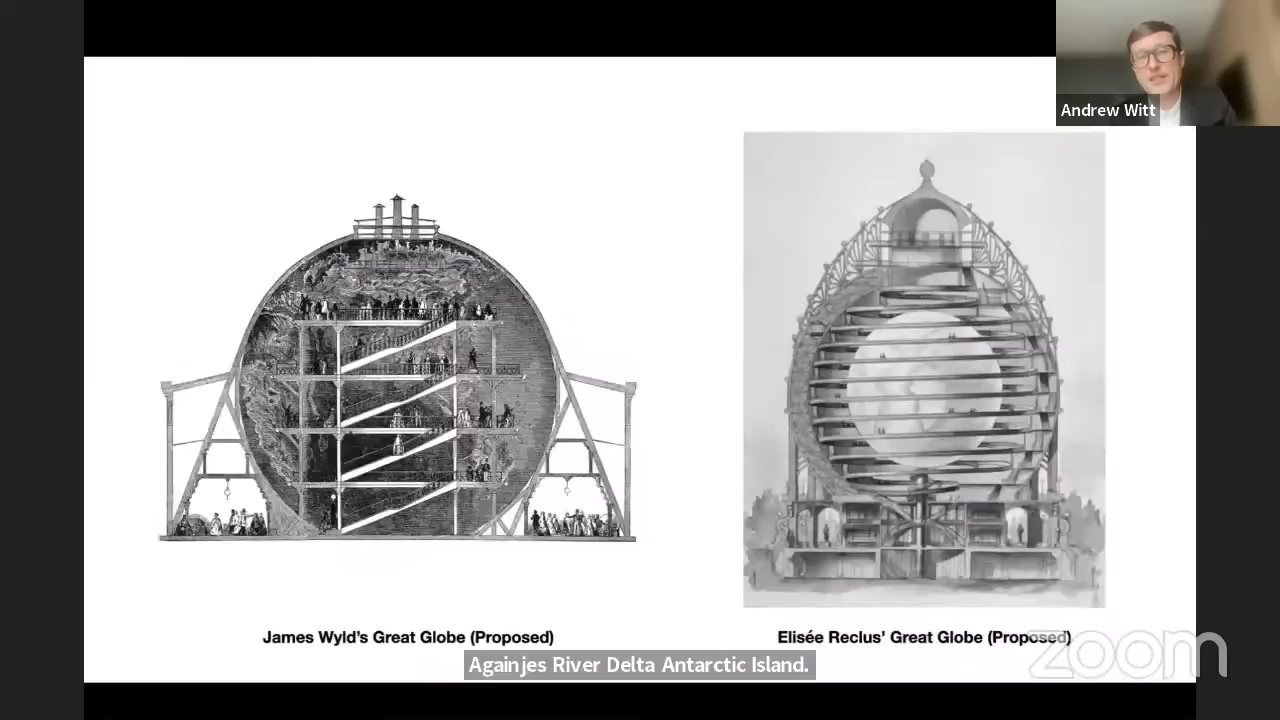 Andrew Witt
James Wyld's Great Globe (Proposed)
Elisée Reclus' Great Globe (Proposed)
Againjes River Delta Antarctic Island.
zoom